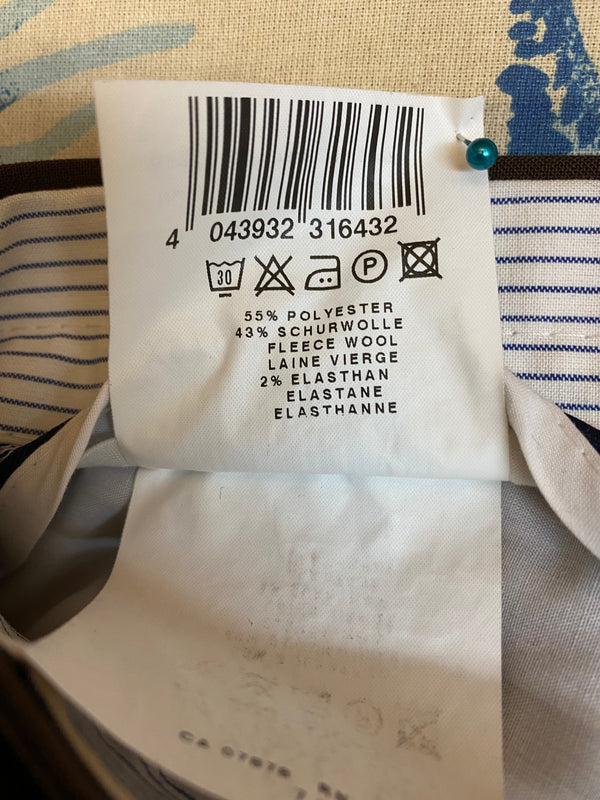 4 043932 316432
30 P
55% POLYESTER
43% SCHURWOLLE
FLEECE WOOL
LAINE VIERGE
2% ELASTHAN
ELASTANE
ELASTHANNE